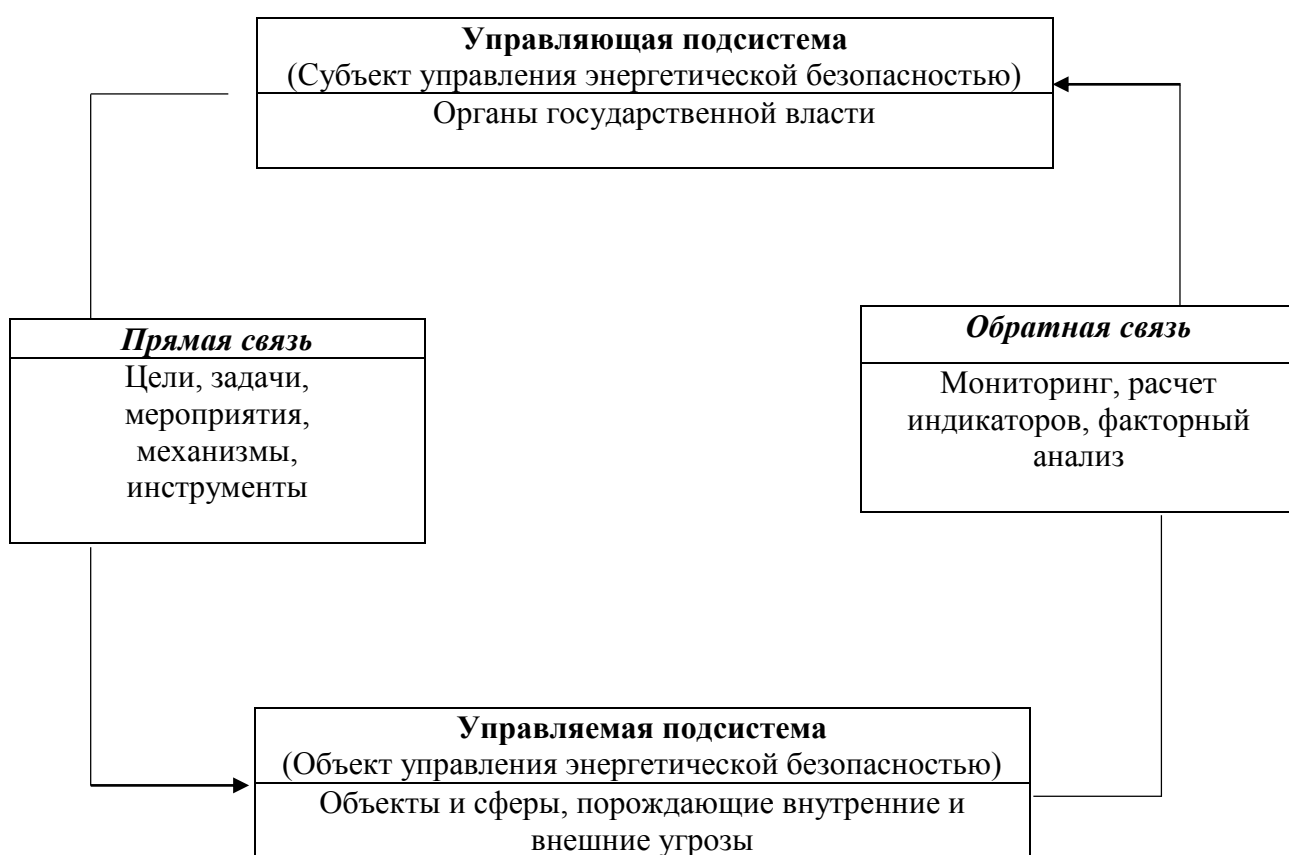 Управляющая подсистема
(Субъект управления энергетической безопасностью)
Органы государственной власти
Прямая связь
Цели, задачи,
мероприятия,
механизмы,
инструменты
Обратная связь
Мониторинг, расчет
индикаторов, факторный
анализ
Управляемая подсистема
(Объект управления энергетической безопасностью)
Объекты и сферы, порождающие внутренние и
внешние угрозы